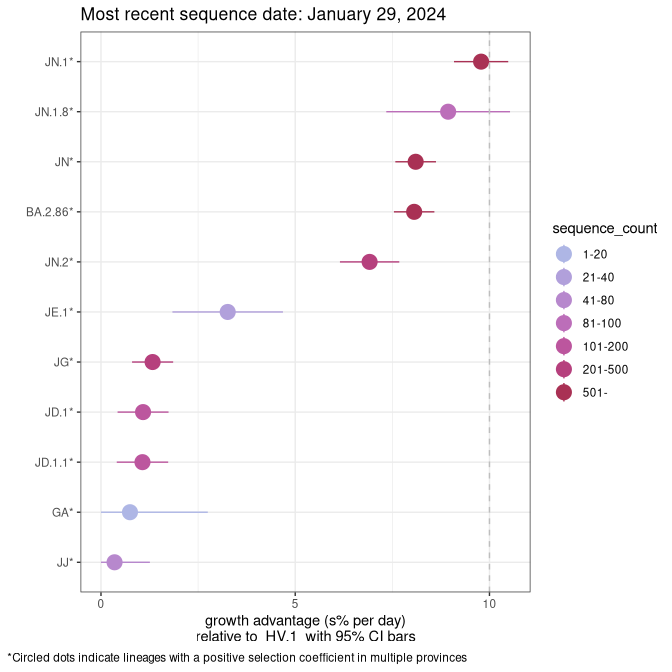 Most recent sequence date: January 29, 2024
JN.1*
JN.1.8*
JN*
BA.2.86*
JN.2*
JE.1*
JG*
JD.1*
JD.1.1*
GA*
JJ*
0 5 10
growth advantage (s% per day)
relative to HV.1 with 95% CI bars
sequence_count
1-20
21-40
41-80
81-100
101-200
201-500
501-
*Circled dots indicate lineages with a positive selection coefficient in multiple provinces